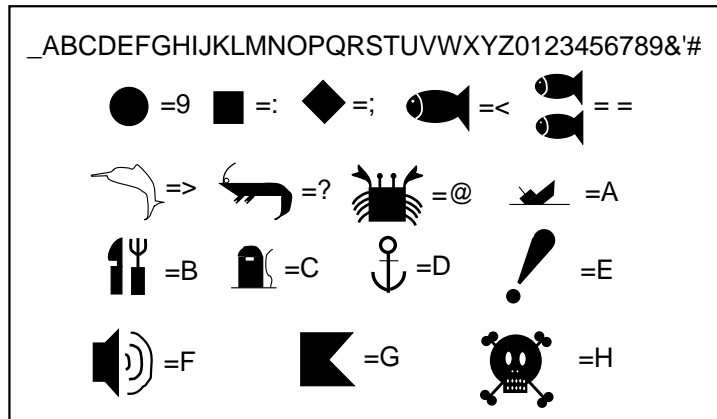 _ABCDEFGHIJKLMNOPQRSTUVWXYZ0123456789&'#
=9 =: =; =< = =
=> =? =@ =A
=B =C =D =E
=F =G =H